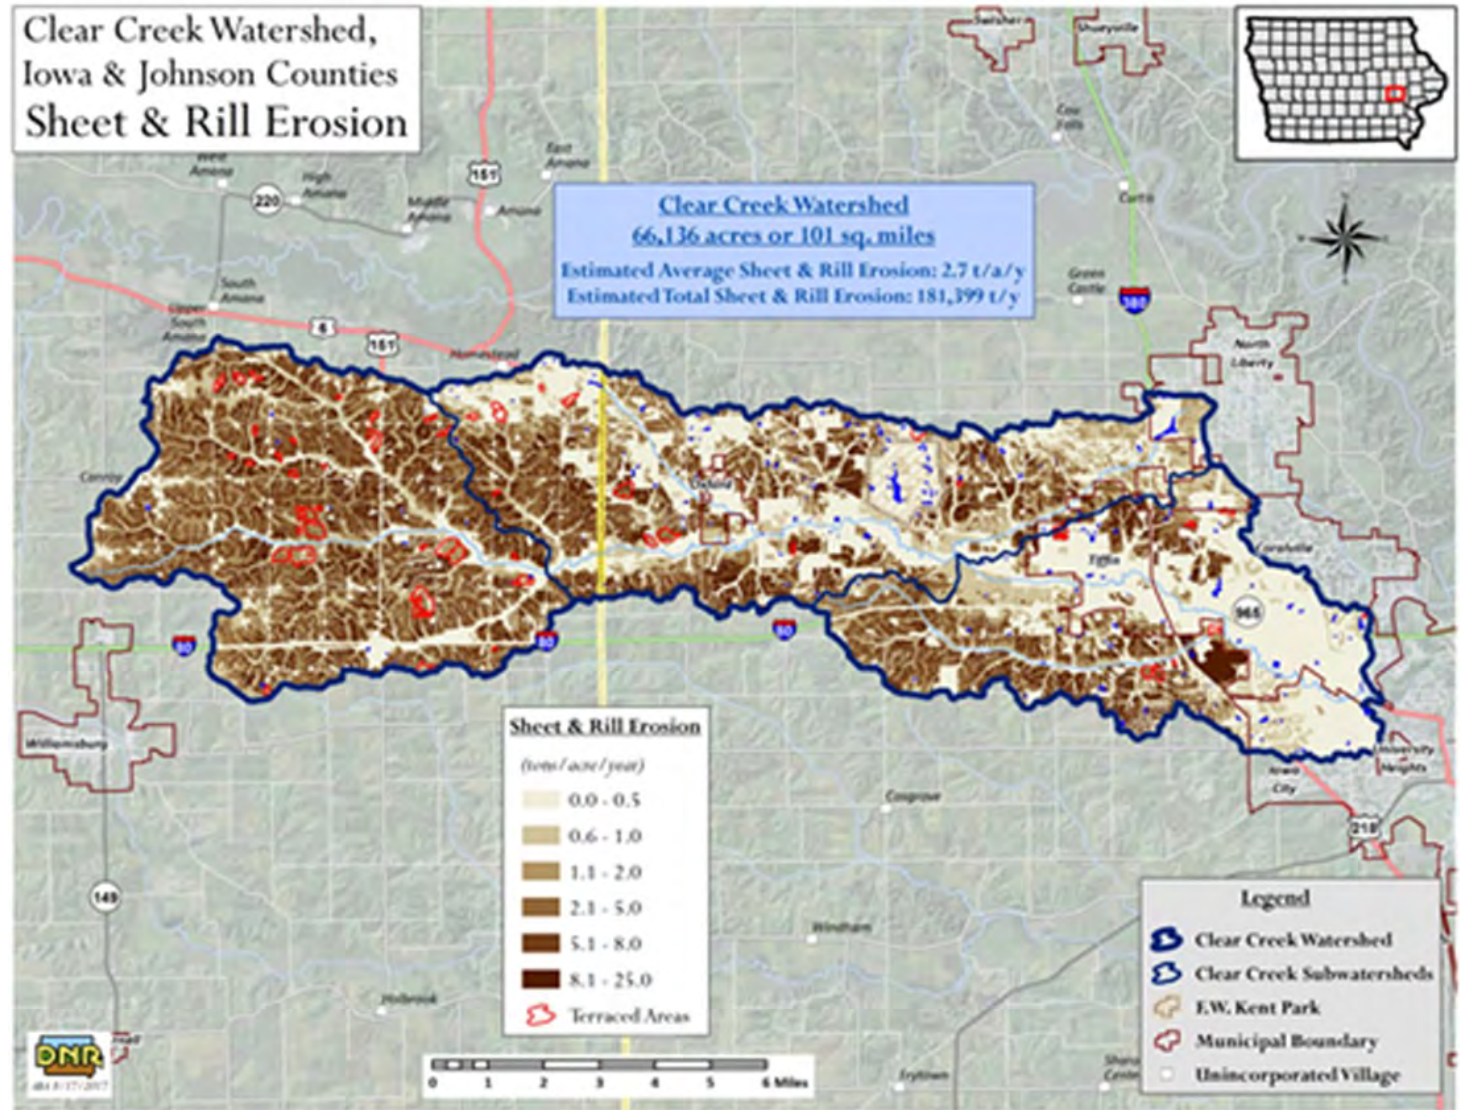 Clear Creek Watershed,
Iowa & Johnson Counties
Sheet & Rill Erosion
Swisher
Shueyville
West
Amana
High
Amana
220
Middle
Amana
151
Amana
East
Amana
Curtis
Clear Creek Watershed
66,136 acres or 101 sq. miles
Estimated Average Sheet & Rill Erosion: 2.7 t/a/y
Estimated Total Sheet & Rill Erosion: 181,399 t/y
Green
Castle
380
South
Amana
Upper
South
Amana
6
151
Homestead
North
Liberty
Conroy
Oxford
Tiffin
Coralville
965
80
80
80
Williamsburg
University
Heights
Iowa
City
218
Cosgrove
149
Windham
Holbrook
Frytown
Sheet & Rill Erosion
(tons/acre/year)
0.0 - 0.5
0.6 - 1.0
1.1 - 2.0
2.1 - 5.0
5.1 - 8.0
8.1 - 25.0
Terraced Areas
Legend
Clear Creek Watershed
Clear Creek Subwatersheds
F.W. Kent Park
Municipal Boundary
Unincorporated Village
DNR
0 1 2 3 4 5 6 Miles